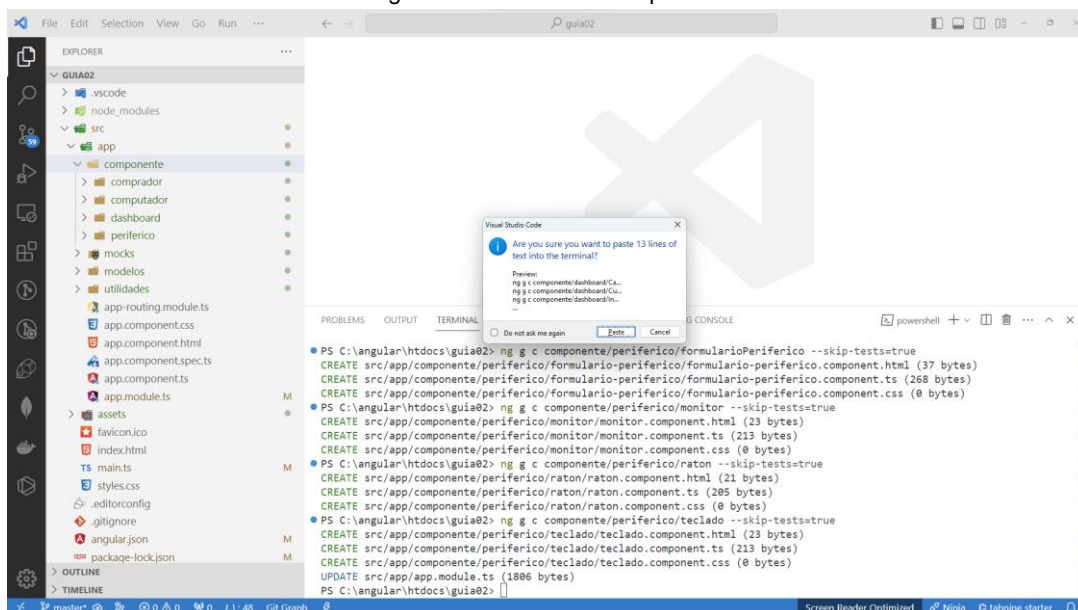 File Edit Selection View Go Run ...
guia02
EXPLORER
GUIA02
.vscode
node_modules
src
app
componente
comprador
computador
dashboard
periferico
mocks
modelos
utilidades
app-routing.module.ts
app.component.css
app.component.html
app.component.spec.ts
app.component.ts
app.module.ts M
assets
favicon.ico
index.html
main.ts M
styles.css
.editorconfig
.gitignore
angular.json M
package-lock.json M
OUTLINE
TIMELINE
59
Visual Studio Code
Are you sure you want to paste 13 lines of
text into the terminal?
Preview:
ng g c componente/dashboard/Ca...
ng g c componente/dashboard/Cu...
ng g c componente/dashboard/In...
...
Do not ask me again Paste Cancel
PROBLEMS OUTPUT TERMINAL G CONSOLE powershell
PS C:\angular\htdocs\guia02> ng g c componente/periferico/formularioPeriferico --skip-tests=true
CREATE src/app/componente/periferico/formulario-periferico/formulario-periferico.component.html (37 bytes)
CREATE src/app/componente/periferico/formulario-periferico/formulario-periferico.component.ts (268 bytes)
CREATE src/app/componente/periferico/formulario-periferico/formulario-periferico.component.css (0 bytes)
PS C:\angular\htdocs\guia02> ng g c componente/periferico/monitor --skip-tests=true
CREATE src/app/componente/periferico/monitor/monitor.component.html (23 bytes)
CREATE src/app/componente/periferico/monitor/monitor.component.ts (213 bytes)
CREATE src/app/componente/periferico/monitor/monitor.component.css (0 bytes)
PS C:\angular\htdocs\guia02> ng g c componente/periferico/raton --skip-tests=true
CREATE src/app/componente/periferico/raton/raton.component.html (21 bytes)
CREATE src/app/componente/periferico/raton/raton.component.ts (205 bytes)
CREATE src/app/componente/periferico/raton/raton.component.css (0 bytes)
PS C:\angular\htdocs\guia02> ng g c componente/periferico/teclado --skip-tests=true
CREATE src/app/componente/periferico/teclado/teclado.component.html (23 bytes)
CREATE src/app/componente/periferico/teclado/teclado.component.ts (213 bytes)
CREATE src/app/componente/periferico/teclado/teclado.component.css (0 bytes)
UPDATE src/app/app.module.ts (1806 bytes)
PS C:\angular\htdocs\guia02>
master* 0 0 0 Git Graph Screen Reader Optimized Ninja tabnine starter